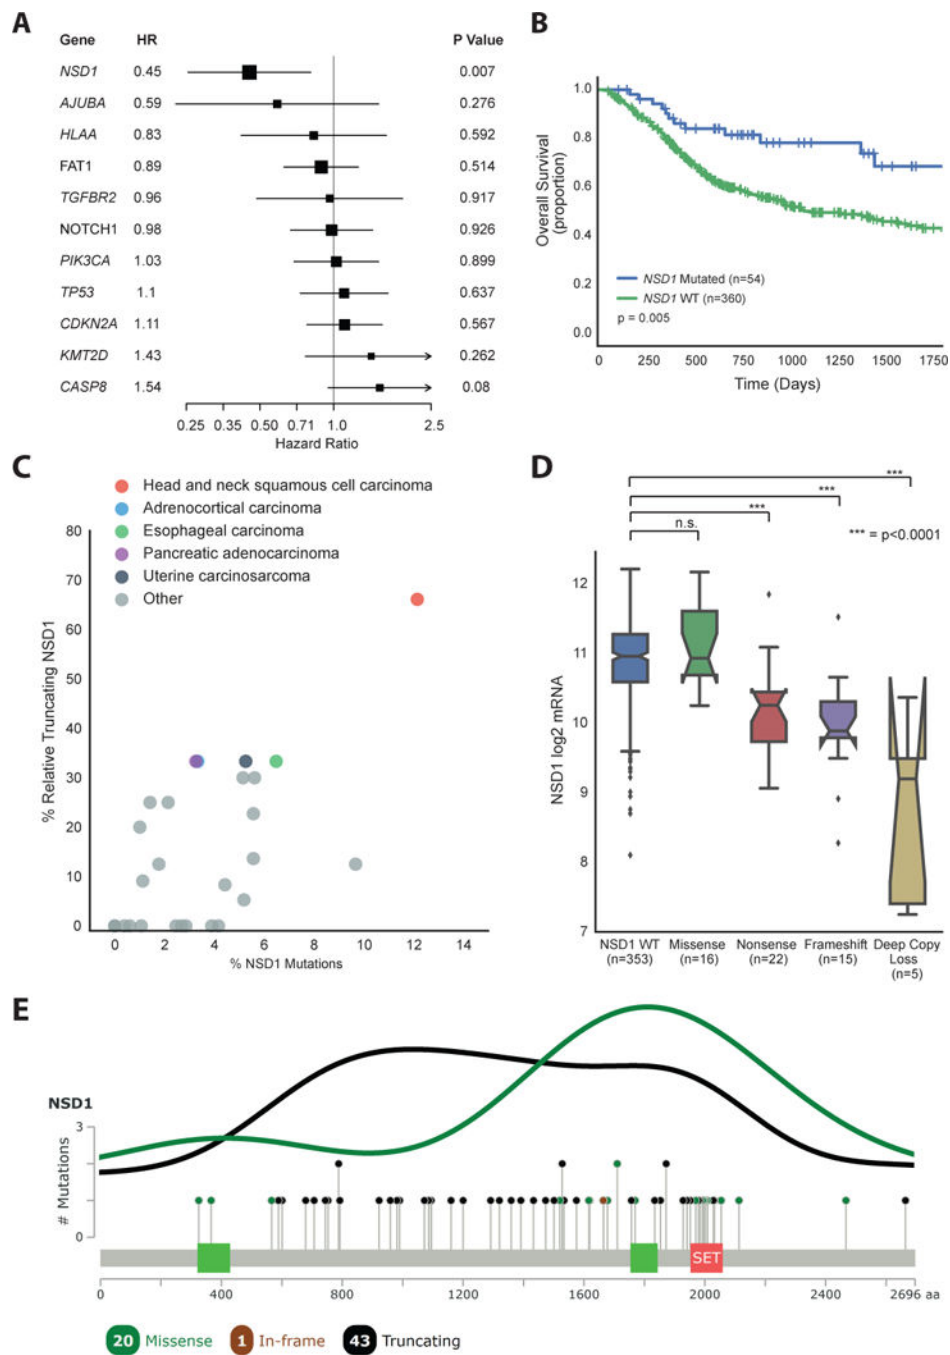 A
Gene HR P Value
NSD1 0.45 0.007
AJUBA 0.59 0.276
HLAA 0.83 0.592
FAT1 0.89 0.514
TGFBR2 0.96 0.917
NOTCH1 0.98 0.926
PIK3CA 1.03 0.899
TP53 1.1 0.637
CDKN2A 1.11 0.567
KMT2D 1.43 0.262
CASP8 1.54 0.08
0.25 0.35 0.50 0.71 1.0 2.5
Hazard Ratio
B
Overall Survival
(proportion)
1.0
0.8
0.6
0.4
0.2
0.0
NSD1 Mutated (n=54)
NSD1 WT (n=360)
p = 0.005
0 250 500 750 1000 1250 1500 1750
Time (Days)
C
Head and neck squamous cell carcinoma
Adrenocortical carcinoma
Esophageal carcinoma
Pancreatic adenocarcinoma
Uterine carcinosarcoma
Other
% Relative Truncating NSD1
80
70
60
50
40
30
20
10
0
0 2 4 6 8 10 12 14
% NSD1 Mutations
D
***
***
***
n.s.
*** = p<0.0001
NSD1 log2 mRNA
12
11
10
9
8
7
NSD1 WT Missense Nonsense Frameshift Deep Copy
(n=353) (n=16) (n=22) (n=15) Loss
(n=5)
E
NSD1
# Mutations
3
0
SET
0 400 800 1200 1600 2000 2400 2696 aa
20 Missense 1 In-frame 43 Truncating